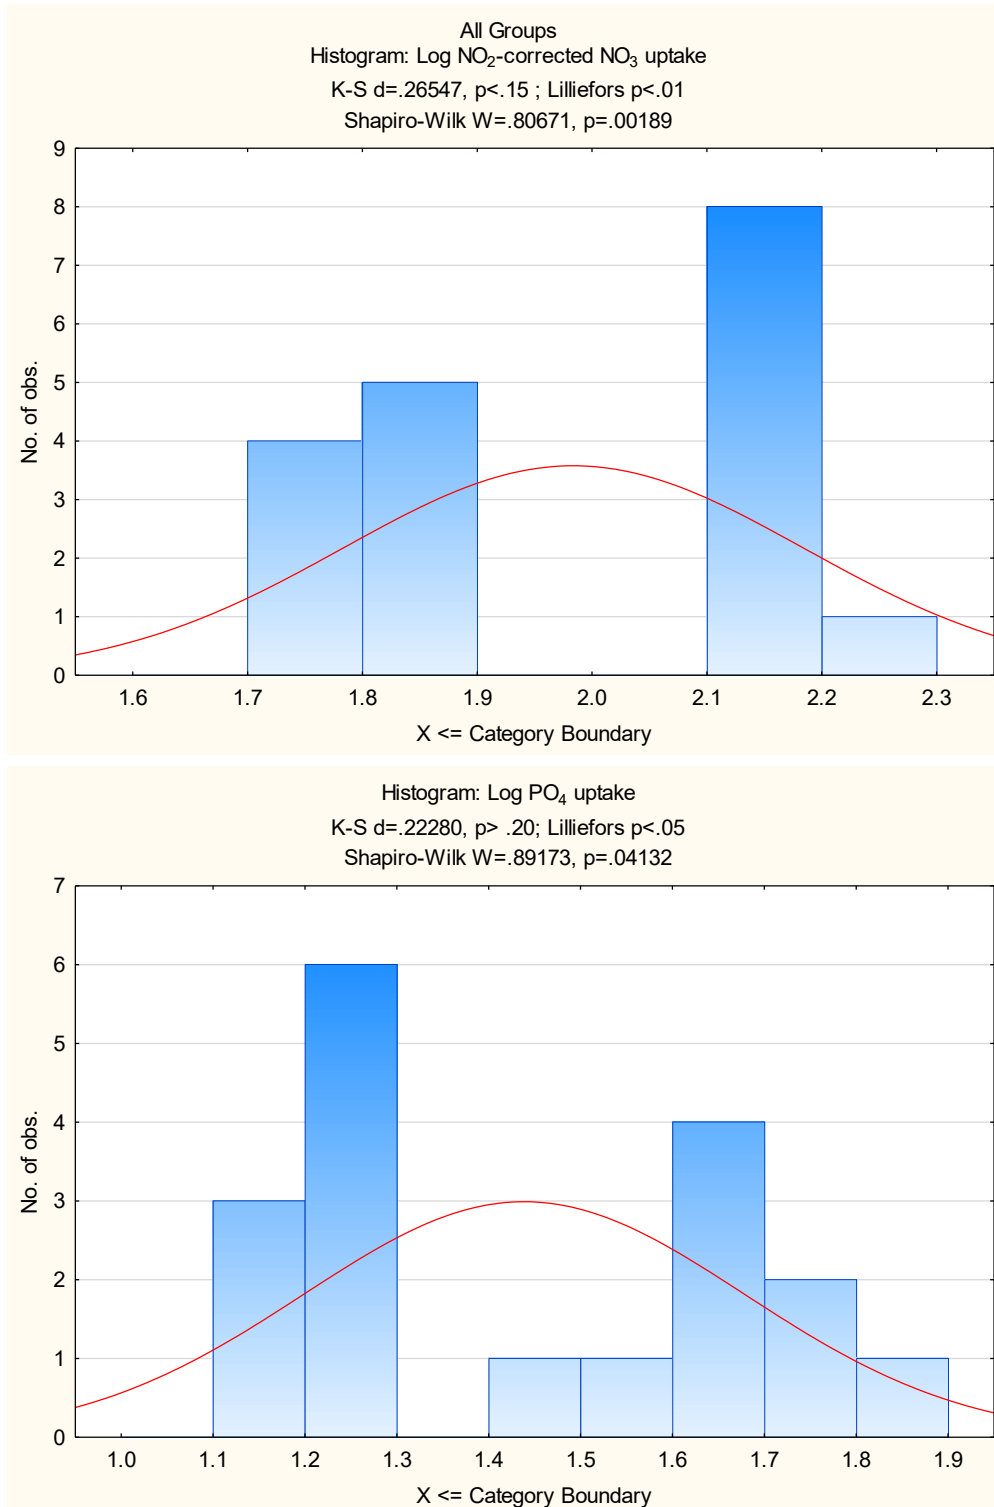 All Groups
Histogram: Log NO₂-corrected NO₃ uptake
K-S d=.26547, p<.15 ; Lilliefors p<.01
Shapiro-Wilk W=.80671, p=.00189
9
8
7
6
5
4
3
2
1
0
No. of obs.
1.6 1.7 1.8 1.9 2.0 2.1 2.2 2.3
X <= Category Boundary
Histogram: Log PO₄ uptake
K-S d=.22280, p> .20; Lilliefors p<.05
Shapiro-Wilk W=.89173, p=.04132
7
6
5
4
3
2
1
0
No. of obs.
1.0 1.1 1.2 1.3 1.4 1.5 1.6 1.7 1.8 1.9
X <= Category Boundary